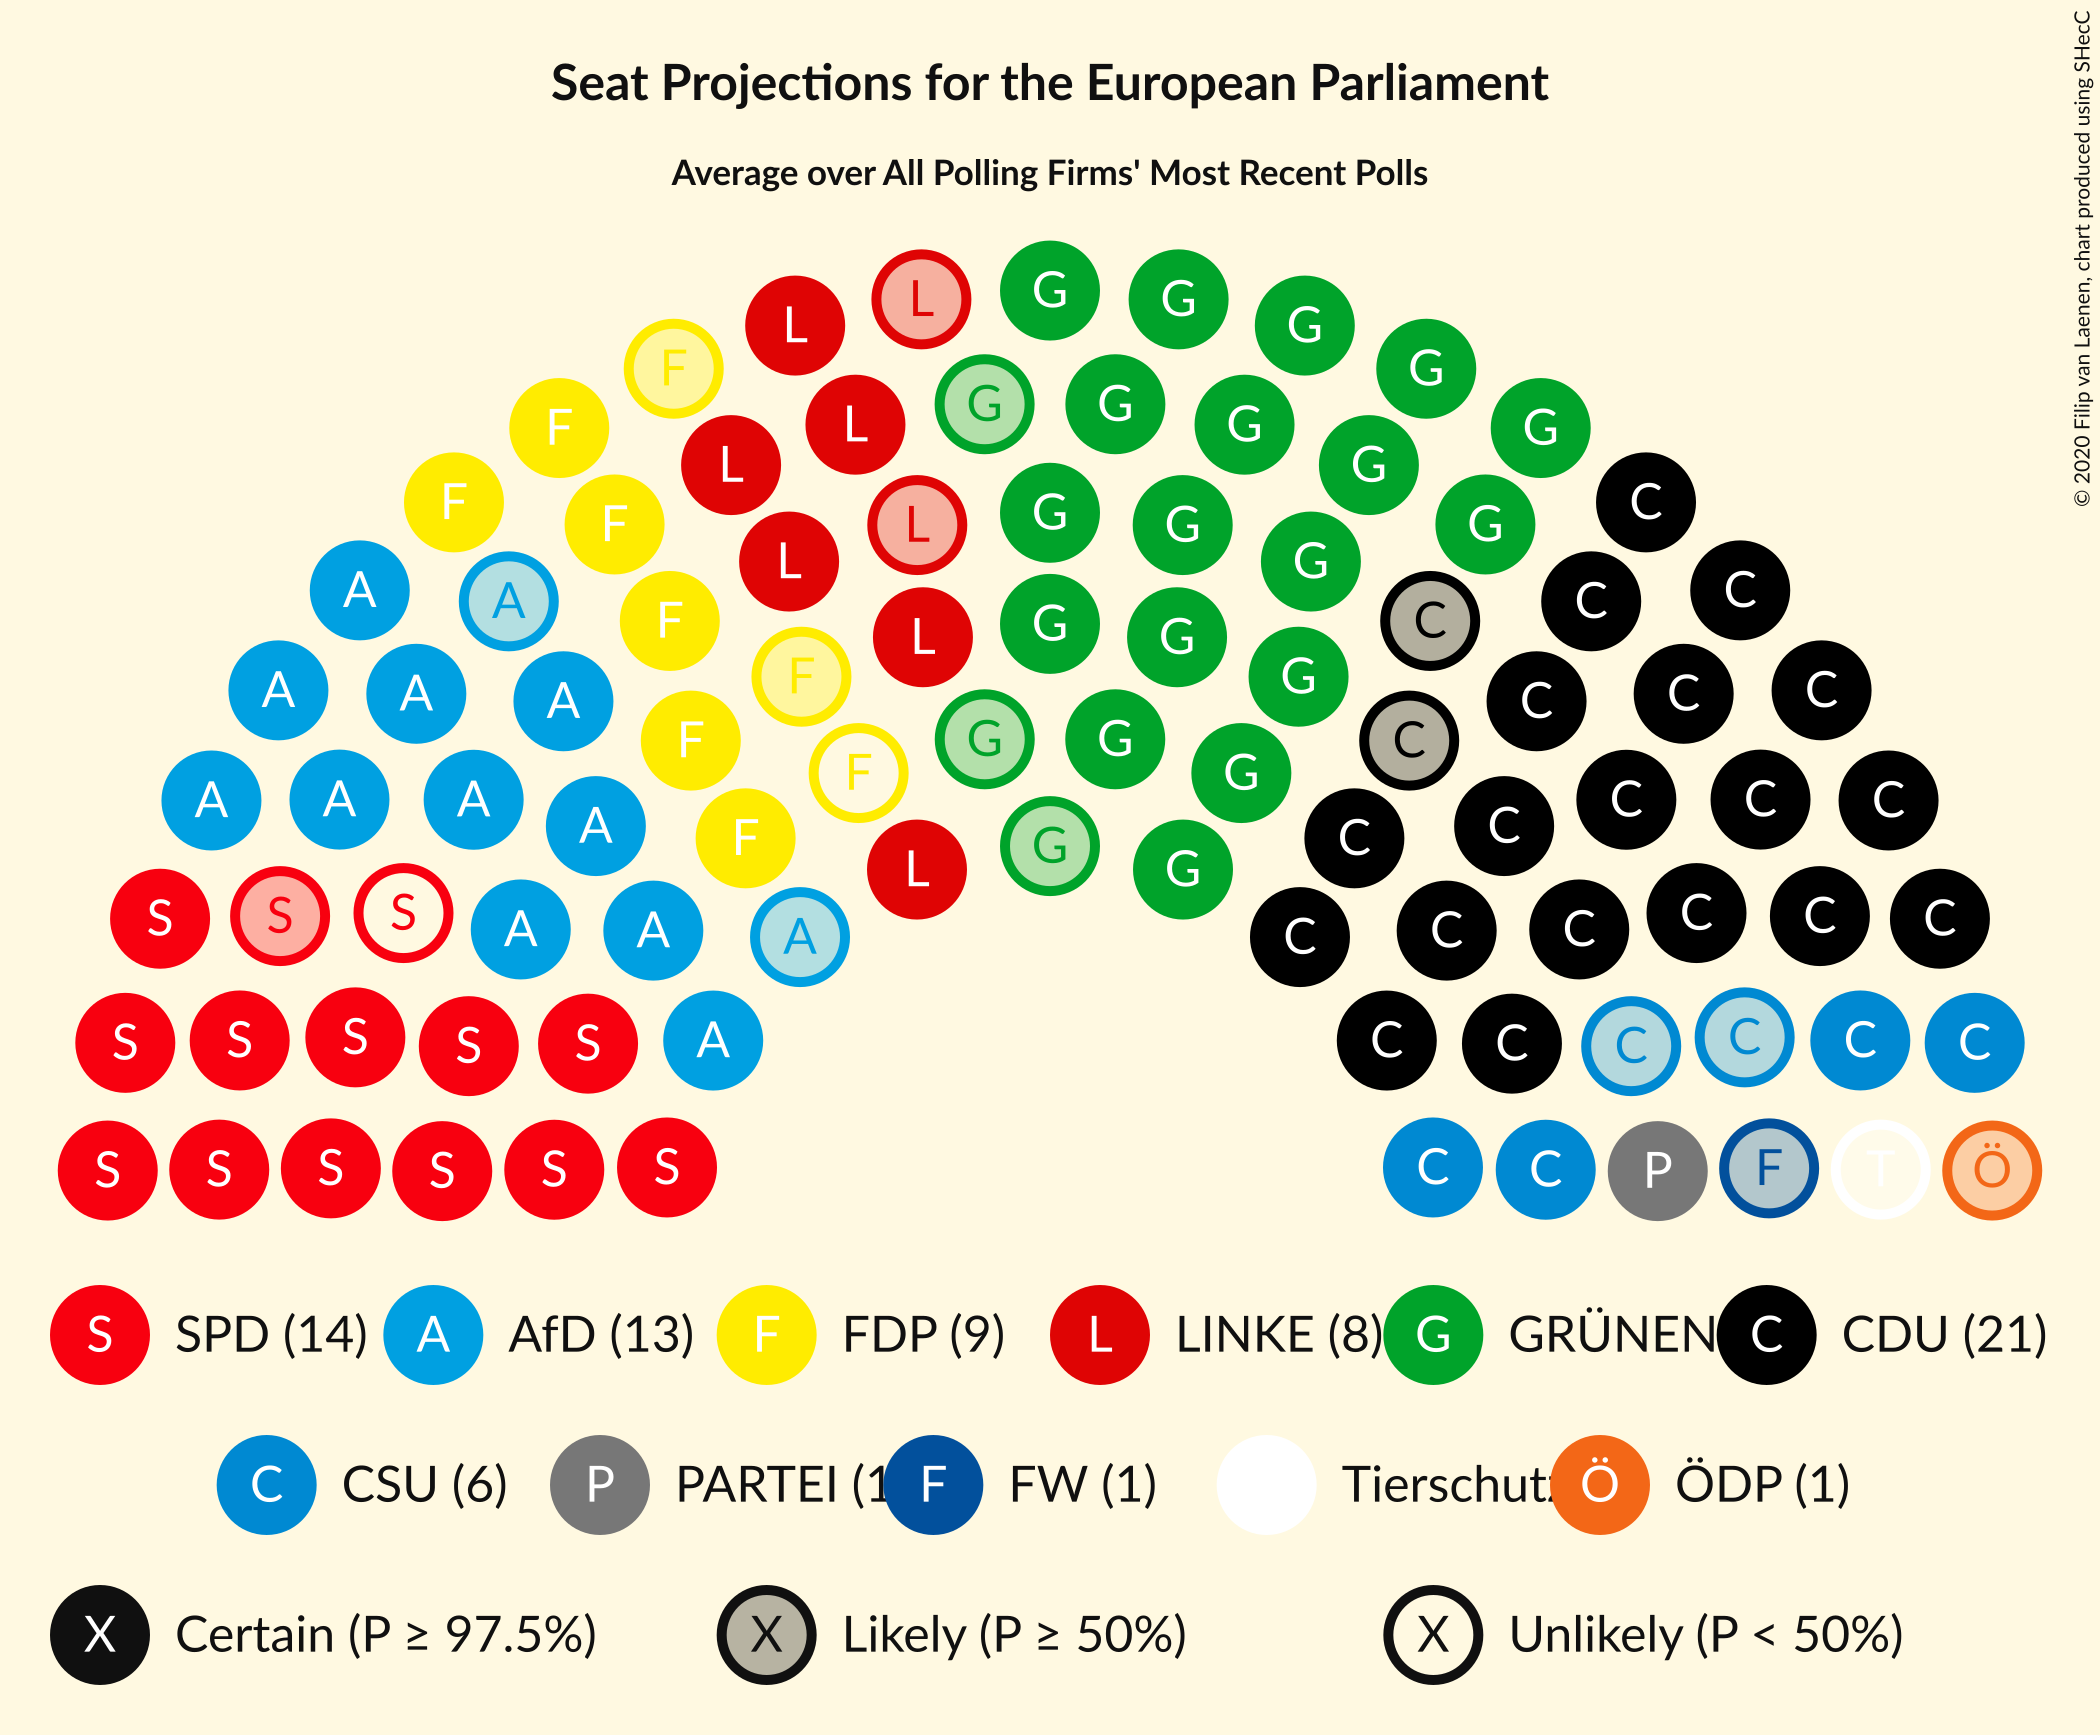 Seat Projections for the European Parliament
Average over All Polling Firms' Most Recent Polls
© 2020 Filip van Laenen, chart produced using SHecC
L G G G
L G
F G G G G
F L G G
F L G
F F L L G G G G C
A A F L G G G C C C
A A A F F G C C C C
A A A A F F G G G C C C C C C
S S S A A A L G G C C C C C C
S S S S S A C C C C C C
S S S S S S C C P F T Ö
S SPD (14) A AfD (13) F FDP (9) L LINKE (8) G GRÜNEN C CDU (21)
C CSU (6) P PARTEI (1 F FW (1) Tierschutz Ö ÖDP (1)
X Certain (P ≥ 97.5%) X Likely (P ≥ 50%) X Unlikely (P < 50%)